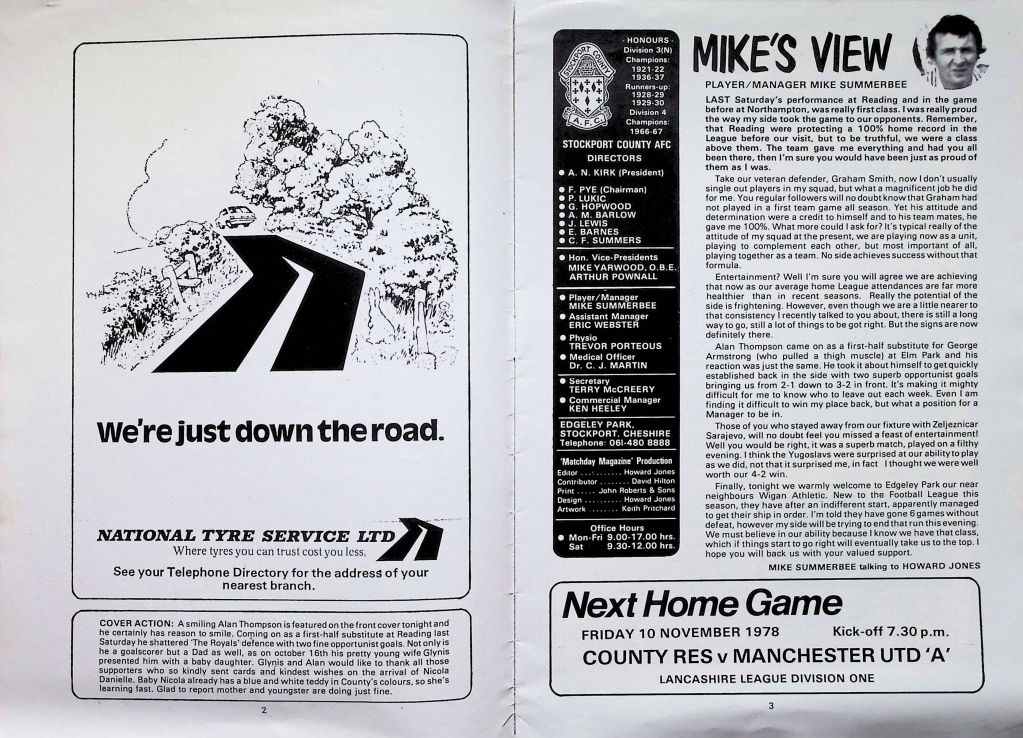 We're just down the road.
NATIONAL TYRE SERVICE LTD
Where tyres you can trust cost you less.
See your Telephone Directory for the address of your
nearest branch.
COVER ACTION: A smiling Alan Thompson is featured on the front cover tonight and
he certainly has reason to smile. Coming on as a first-half substitute at Reading last
Saturday he shattered 'The Royals' defence with two fine opportunist goals. Not only is
he a goalscorer but a Dad as well, as on october 16th his pretty young wife Glynis
presented him with a baby daughter. Glynis and Alan would like to thank all those
supporters who so kindly sent cards and kindest wishes on the arrival of Nicola
Danielle. Baby Nicola already has a blue and white teddy in County's colours, so she's
learning fast. Glad to report mother and youngster are doing just fine.
2
STOCKPORT COUNTY
A.F.C.
· HONOURS ·
Division 3(N)
Champions:
1921-22
1936-37
Runners-up:
1928-29
1929-30
Division 4
Champions:
1966-67
STOCKPORT COUNTY AFC
DIRECTORS
● A. N. KIRK (President)
● F. PYE (Chairman)
● P. LUKIC
● G. HOPWOOD
● A. M. BARLOW
● J. LEWIS
● E. BARNES
● C. F. SUMMERS
● Hon. Vice-Presidents
MIKE YARWOOD, O.B.E.
ARTHUR POWNALL
● Player/Manager
MIKE SUMMERBEE
● Assistant Manager
ERIC WEBSTER
● Physio
TREVOR PORTEOUS
● Medical Officer
Dr. C. J. MARTIN
● Secretary
TERRY McCREERY
● Commercial Manager
KEN HEELEY
EDGELEY PARK,
STOCKPORT, CHESHIRE
Telephone: 061-480 8888
'Matchday Magazine' Production
Editor ......... Howard Jones
Contributor ........ David Hilton
Print ..... John Roberts & Sons
Design .......... Howard Jones
Artwork ........ Keith Pritchard
Office Hours
● Mon-Fri 9.00-17.00 hrs.
Sat 9.30-12.00 hrs.
MIKE'S VIEW
PLAYER/MANAGER MIKE SUMMERBEE
LAST Saturday's performance at Reading and in the game
before at Northampton, was really first class. I was really proud
the way my side took the game to our opponents. Remember,
that Reading were protecting a 100% home record in the
League before our visit, but to be truthful, we were a class
above them. The team gave me everything and had you all
been there, then I'm sure you would have been just as proud of
them as I was.
Take our veteran defender, Graham Smith, now I don't usually
single out players in my squad, but what a magnificent job he did
for me. You regular followers will no doubt know that Graham had
not played in a first team game all season. Yet his attitude and
determination were a credit to himself and to his team mates, he
gave me 100%. What more could I ask for? It's typical really of the
attitude of my squad at the present, we are playing now as a unit,
playing to complement each other, but most important of all,
playing together as a team. No side achieves success without that
formula.
Entertainment? Well I'm sure you will agree we are achieving
that now as our average home League attendances are far more
healthier than in recent seasons. Really the potential of the
side is frightening. However, even though we are a little nearer to
that consistency I recently talked to you about, there is still a long
way to go, still a lot of things to be got right. But the signs are now
definitely there.
Alan Thompson came on as a first-half substitute for George
Armstrong (who pulled a thigh muscle) at Elm Park and his
reaction was just the same. He took it about himself to get quickly
established back in the side with two superb opportunist goals
bringing us from 2-1 down to 3-2 in front. It's making it mighty
difficult for me to know who to leave out each week. Even I am
finding it difficult to win my place back, but what a position for a
Manager to be in.
Those of you who stayed away from our fixture with Zeljeznicar
Sarajevo, will no doubt feel you missed a feast of entertainment!
Well you would be right, it was a superb match, played on a filthy
evening. I think the Yugoslavs were surprised at our ability to play
as we did, not that it surprised me, in fact I thought we were well
worth our 4-2 win.
Finally, tonight we warmly welcome to Edgeley Park our near
neighbours Wigan Athletic. New to the Football League this
season, they have after an indifferent start, apparently managed
to get their ship in order. I'm told they have gone 6 games without
defeat, however my side will be trying to end that run this evening.
We must believe in our ability because I know we have that class,
which if things start to go right will eventually take us to the top. I
hope you will back us with your valued support.
MIKE SUMMERBEE talking to HOWARD JONES
Next Home Game
FRIDAY 10 NOVEMBER 1978 Kick-off 7.30 p.m.
COUNTY RES v MANCHESTER UTD 'A'
LANCASHIRE LEAGUE DIVISION ONE
3